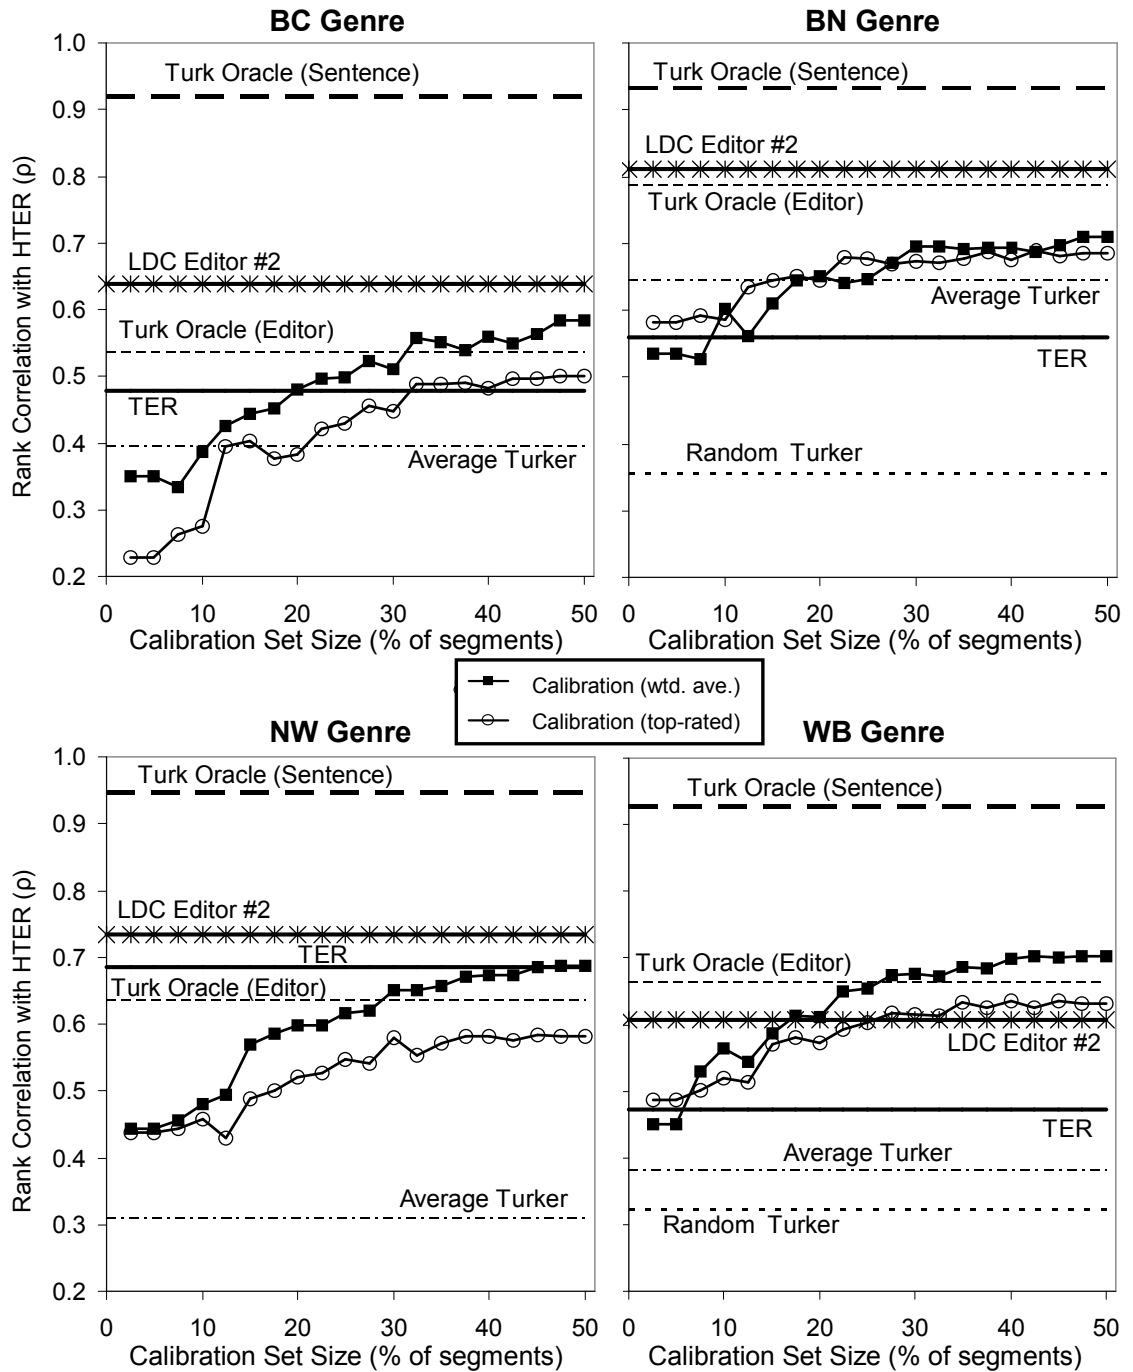 BC Genre
BN Genre
Rank Correlation with HTER (ρ)
1.0
0.9
0.8
0.7
0.6
0.5
0.4
0.3
0.2
Turk Oracle (Sentence)
LDC Editor #2
Turk Oracle (Editor)
TER
Average Turker
0 10 20 30 40 50
Calibration Set Size (% of segments)
Turk Oracle (Sentence)
LDC Editor #2
Turk Oracle (Editor)
Average Turker
TER
Random Turker
0 10 20 30 40 50
Calibration Set Size (% of segments)
Calibration (wtd. ave.)
Calibration (top-rated)
NW Genre
WB Genre
Rank Correlation with HTER (ρ)
1.0
0.9
0.8
0.7
0.6
0.5
0.4
0.3
0.2
Turk Oracle (Sentence)
LDC Editor #2
TER
Turk Oracle (Editor)
Average Turker
0 10 20 30 40 50
Calibration Set Size (% of segments)
Turk Oracle (Sentence)
Turk Oracle (Editor)
LDC Editor #2
TER
Average Turker
Random Turker
0 10 20 30 40 50
Calibration Set Size (% of segments)